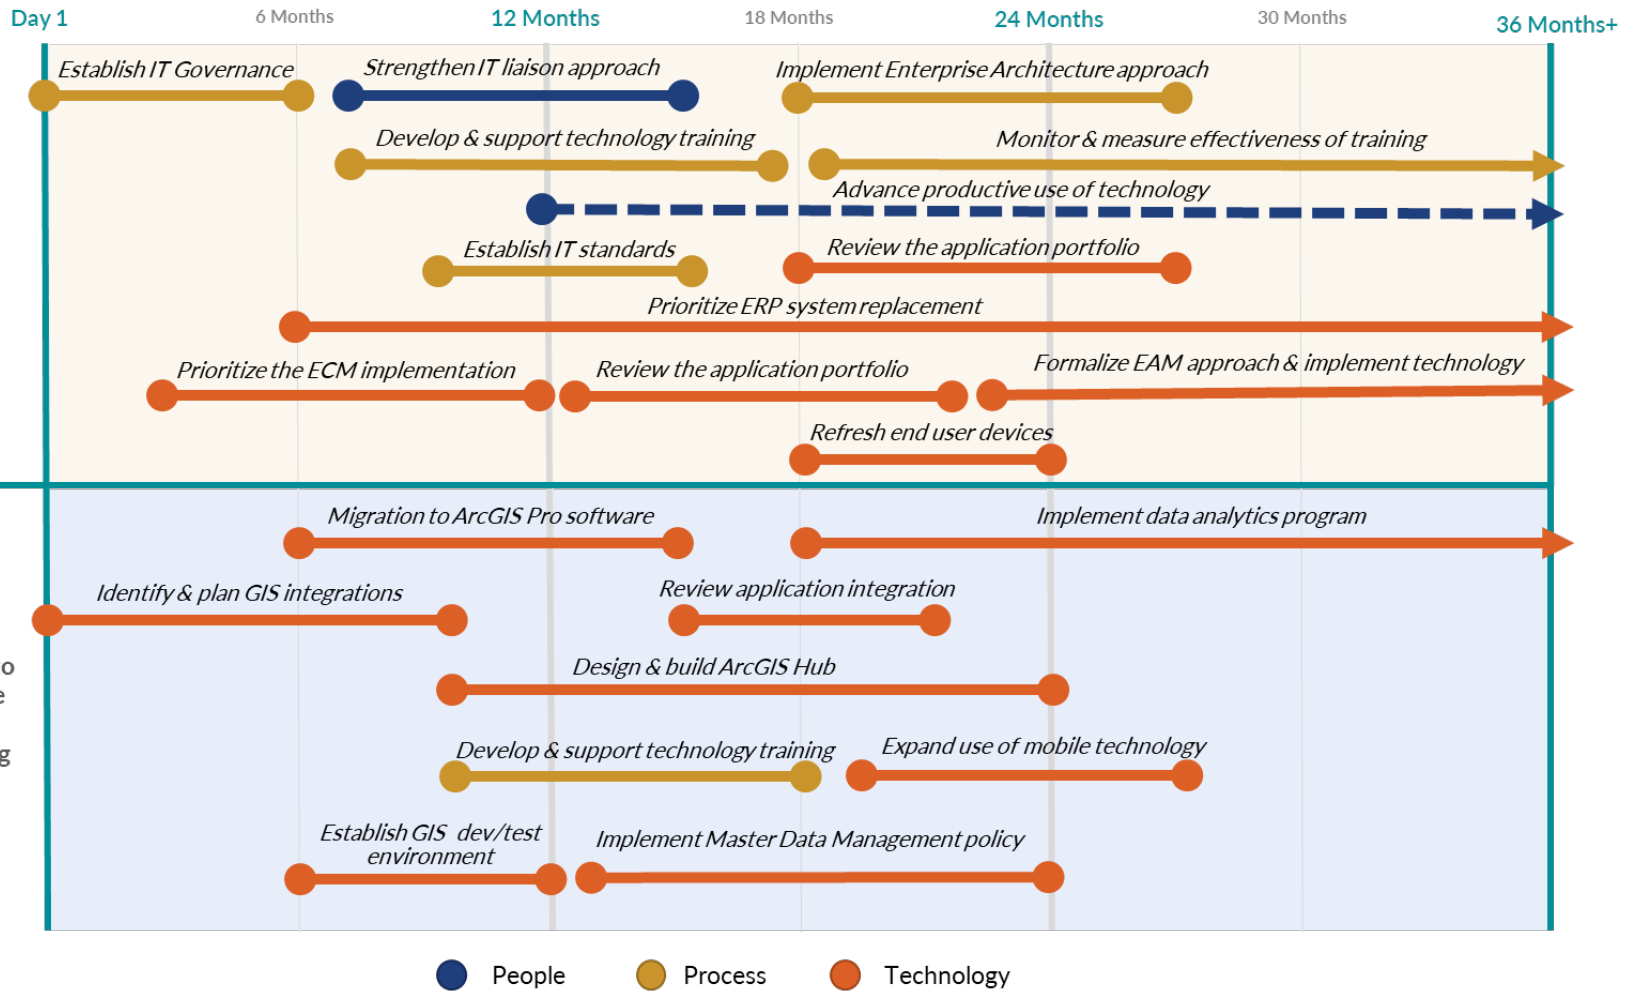 Day 1
6 Months
12 Months
18 Months
24 Months
30 Months
36 Months+
Establish IT Governance
Strengthen IT liaison approach
Implement Enterprise Architecture approach
Develop & support technology training
Monitor & measure effectiveness of training
Advance productive use of technology
Establish IT standards
Review the application portfolio
Prioritize ERP system replacement
Prioritize the ECM implementation
Review the application portfolio
Formalize EAM approach & implement technology
Refresh end user devices
Migration to ArcGIS Pro software
Implement data analytics program
Identify & plan GIS integrations
Review application integration
Design & build ArcGIS Hub
Develop & support technology training
Expand use of mobile technology
Establish GIS dev/test
environment
Implement Master Data Management policy
People
Process
Technology